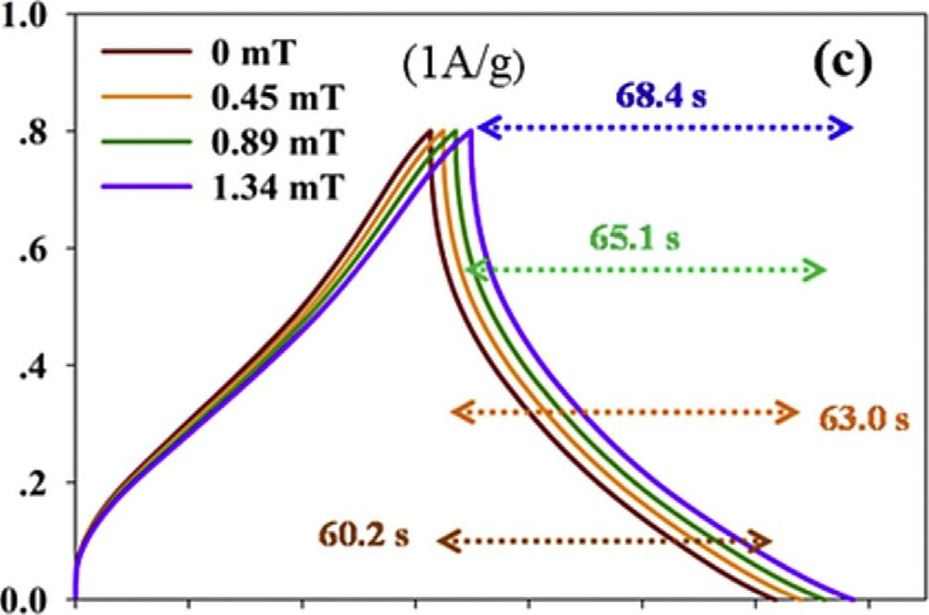 1.0
0 mT
(1A/g)
(c)
0.45 mT
68.4 s
.8
0.89 mT
1.34 mT
.6
65.1 s
.4
63.0 s
.2
60.2 s
0.0